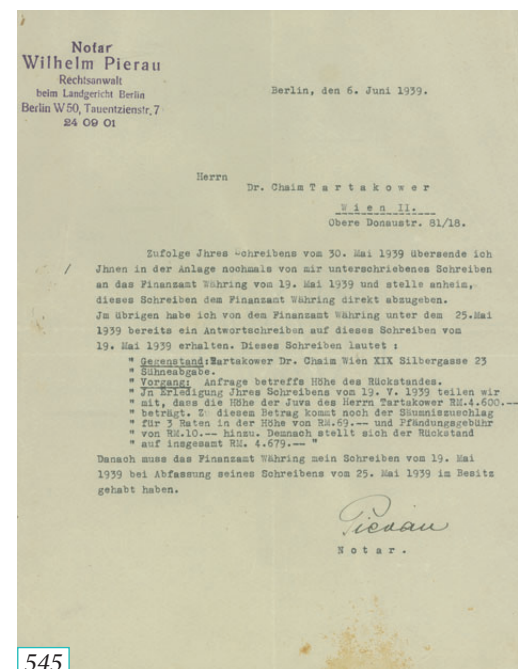 Notar
Wilhelm Pierau
Rechtsanwalt
beim Landgericht Berlin
Berlin W50, Tauentzienstr, 7
24 09 01
Berlin, den 6. Juni 1939.
Herrn
Dr. Chaim Tartakower
Wien II.
Obere Donaustr. 81/18.
Zufolge Jhres Schreibens vom 30. Mai 1939 übersende ich
/ Jhnen in der Anlage nochmals von mir unterschriebenes Schreiben
an das Finanzamt Währing vom 19. Mai 1939 und stelle anheim,
dieses Schreiben dem Finanzamt Währing direkt abzugeben.
Jm übrigen habe ich von dem Finanzamt Währing unter dem 25.Mai
1939 bereits ein Antwortschreiben auf dieses Schreiben vom
19. Mai 1939 erhalten. Dieses Schreiben lautet :
" Gegenstand: Tartakower Dr. Chaim Wien XIX Silbergasse 23
" Sühneabgabe.
" Vorgang: Anfrage betreffs Höhe des Rückstandes.
" Jn Erledigung Jhres Schreibens vom 19. V. 1939 teilen wir
" mit, dass die Höhe der Juva des Herrn Tartakower RM.4.600.--
" beträgt. Zu diesem Betrag kommt noch der Säumniszuschlag
" für 3 Raten in der Höhe von RM.69.-- und Pfändungsgebühr
" von RM.10.-- hinzu. Demnach stellt sich der Rückstand
" auf insgesamt RM. 4.679.-- "
Danach muss das Finanzamt Währing mein Schreiben vom 19. Mai
1939 bei Abfassung seines Schreibens vom 25. Mai 1939 im Besitz
gehabt haben.
Pierau
Notar.
545